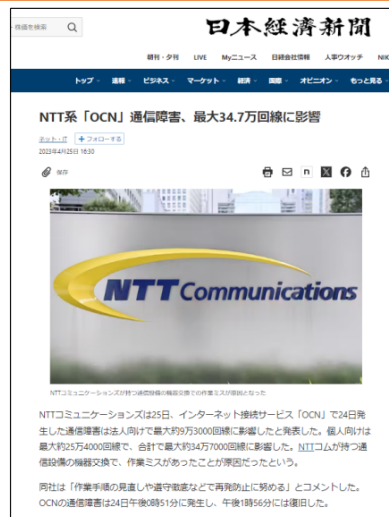 株価を検索
日本経済新聞
朝刊・夕刊 LIVE Myニュース 日経会社情報 人事ウオッチ NIK
トップ 速報 ビジネス マーケット 経済 国際 オピニオン もっと見る
NTT系「OCN」通信障害、最大34.7万回線に影響
ネット・IT +フォローする
2023年4月25日 18:30
保存
NTT Communications
NTTコミュニケーションズが持つ通信設備の機器交換での作業ミスが原因となった
NTTコミュニケーションズは25日、インターネット接続サービス「OCN」で24日発
生した通信障害は法人向けで最大約9万3000回線に影響したと発表した。個人向けは
最大約25万4000回線で、合計で最大約34万7000回線に影響した。NTTコムが持つ通
信設備の機器交換で、作業ミスがあったことが原因だったという。
同社は「作業手順の見直しや遵守徹底などで再発防止に努める」とコメントした。
OCNの通信障害は24日午後0時51分に発生し、午後1時56分には復旧した。